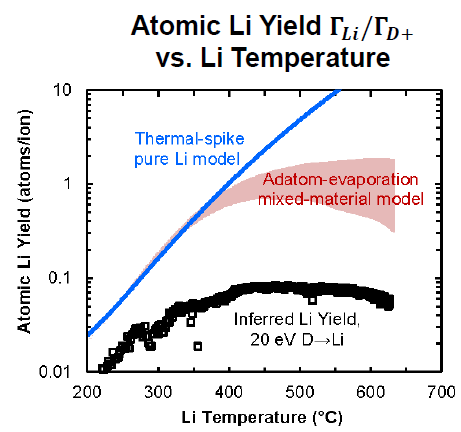 Atomic Li Yield Γ_Li/Γ_D+
vs. Li Temperature
Atomic Li Yield (atoms/ion)
10
1
0.1
0.01
Thermal-spike
pure Li model
Adatom-evaporation
mixed-material model
Inferred Li Yield,
20 eV D→Li
200 300 400 500 600 700
Li Temperature (°C)